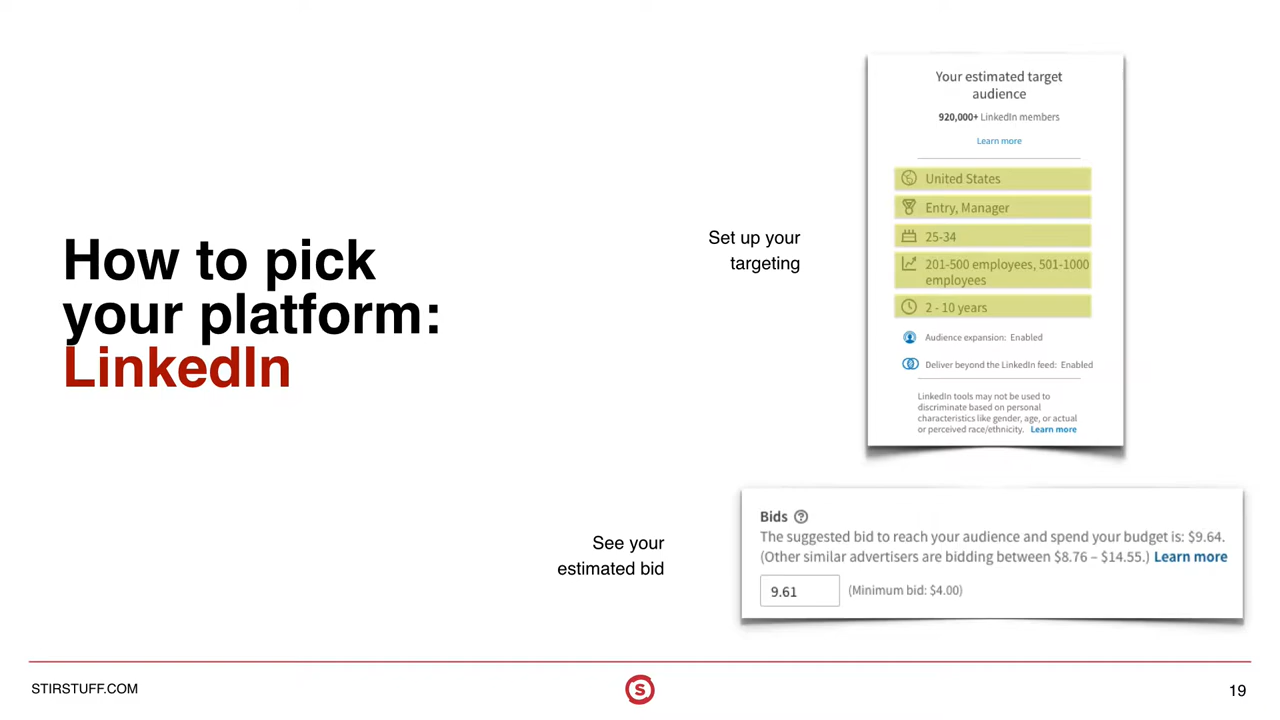 How to pick
your platform:
LinkedIn
Set up your
targeting
Your estimated target
audience
920,000+ LinkedIn members
Learn more
United States
Entry, Manager
25-34
201-500 employees, 501-1000
employees
2 - 10 years
Audience expansion: Enabled
Deliver beyond the LinkedIn feed: Enabled
LinkedIn tools may not be used to
discriminate based on personal
characteristics like gender, age, or actual
or perceived race/ethnicity. Learn more
See your
estimated bid
Bids ?
The suggested bid to reach your audience and spend your budget is: $9.64.
(Other similar advertisers are bidding between $8.76 – $14.55.) Learn more
9.61 (Minimum bid: $4.00)
STIRSTUFF.COM
S
19